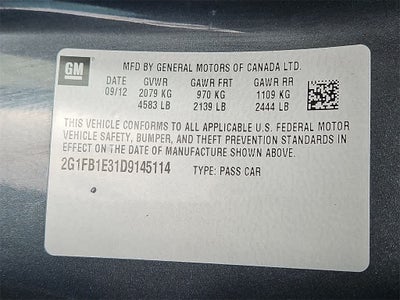 GM
MFD BY GENERAL MOTORS OF CANADA LTD.
DATE GVWR GAWR FRT GAWR RR
09/12 2079 KG 970 KG 1109 KG
4583 LB 2139 LB 2444 LB
THIS VEHICLE CONFORMS TO ALL APPLICABLE U.S. FEDERAL MOTOR
VEHICLE SAFETY, BUMPER, AND THEFT PREVENTION STANDARDS IN
EFFECT ON THE DATE OF MANUFACTURE SHOWN ABOVE.
2G1FB1E31D9145114 TYPE: PASS CAR